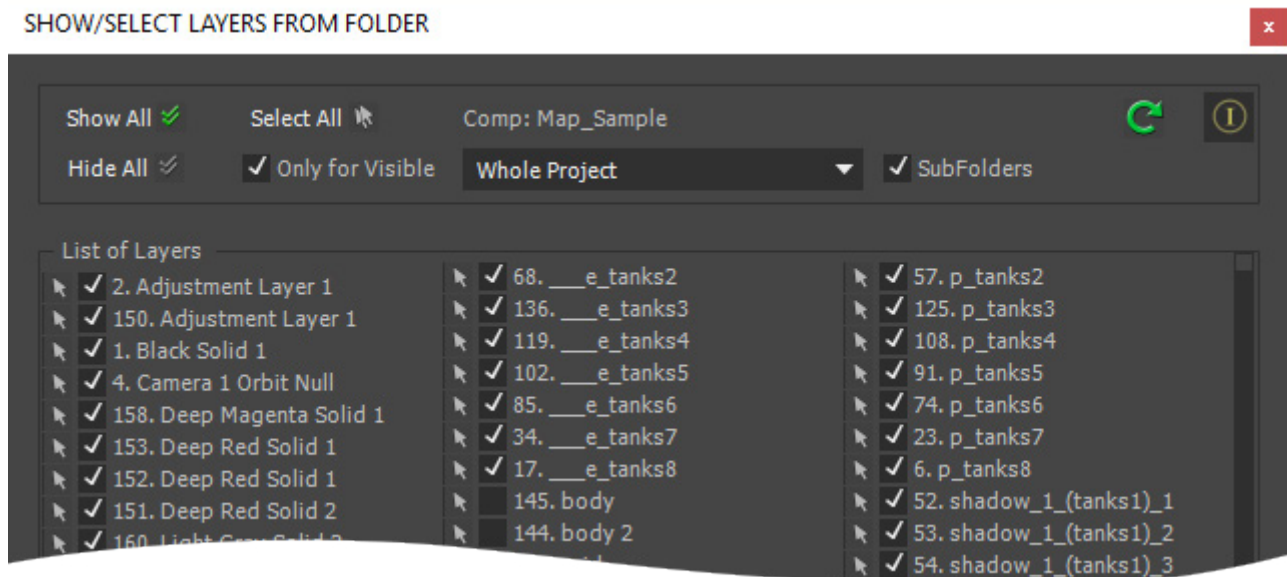 SHOW/SELECT LAYERS FROM FOLDER
x
Show All
Select All
Comp: Map_Sample
I
Hide All
Only for Visible
Whole Project
SubFolders
List of Layers
2. Adjustment Layer 1
150. Adjustment Layer 1
1. Black Solid 1
4. Camera 1 Orbit Null
158. Deep Magenta Solid 1
153. Deep Red Solid 1
152. Deep Red Solid 1
151. Deep Red Solid 2
160. Light Gray Solid 2
68. ___e_tanks2
136. ___e_tanks3
119. ___e_tanks4
102. ___e_tanks5
85. ___e_tanks6
34. ___e_tanks7
17. ___e_tanks8
145. body
144. body 2
57. p_tanks2
125. p_tanks3
108. p_tanks4
91. p_tanks5
74. p_tanks6
23. p_tanks7
6. p_tanks8
52. shadow_1_(tanks1)_1
53. shadow_1_(tanks1)_2
54. shadow_1_(tanks1)_3